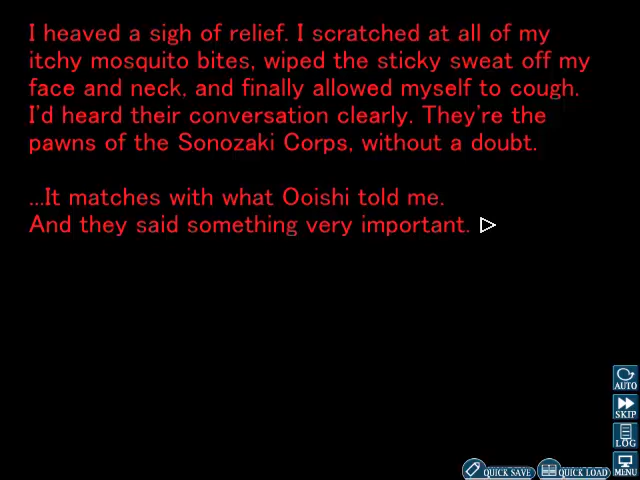 I heaved a sigh of relief. I scratched at all of my
itchy mosquito bites, wiped the sticky sweat off my
face and neck, and finally allowed myself to cough.
I'd heard their conversation clearly. They're the
pawns of the Sonozaki Corps, without a doubt.
...It matches with what Ooishi told me.
And they said something very important.
AUTO
SKIP
LOG
MENU
QUICK SAVE
QUICK LOAD